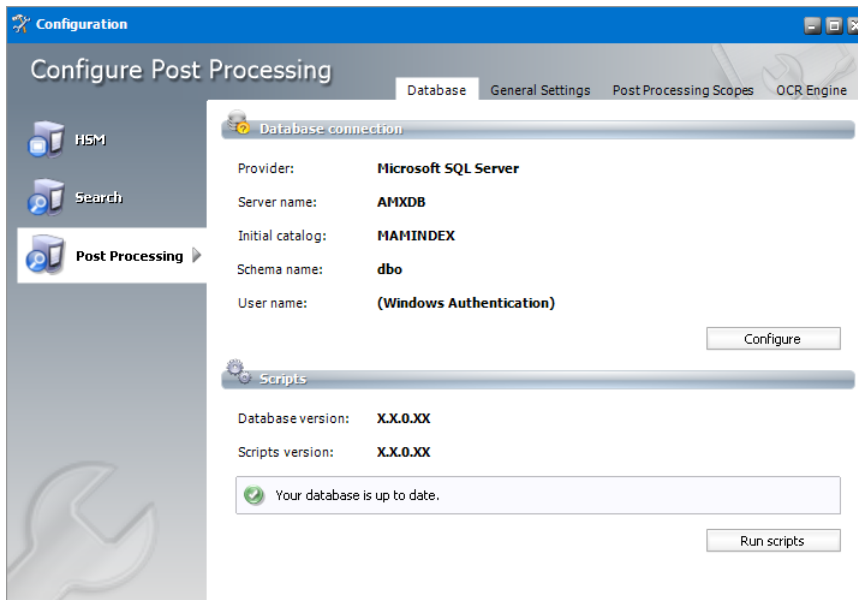 Configuration
Configure Post Processing
Database General Settings Post Processing Scopes OCR Engine
HSM
Search
Post Processing
Database connection
Provider: Microsoft SQL Server
Server name: AMXDB
Initial catalog: MAMINDEX
Schema name: dbo
User name: (Windows Authentication)
Configure
Scripts
Database version: X.X.0.XX
Scripts version: X.X.0.XX
Your database is up to date.
Run scripts